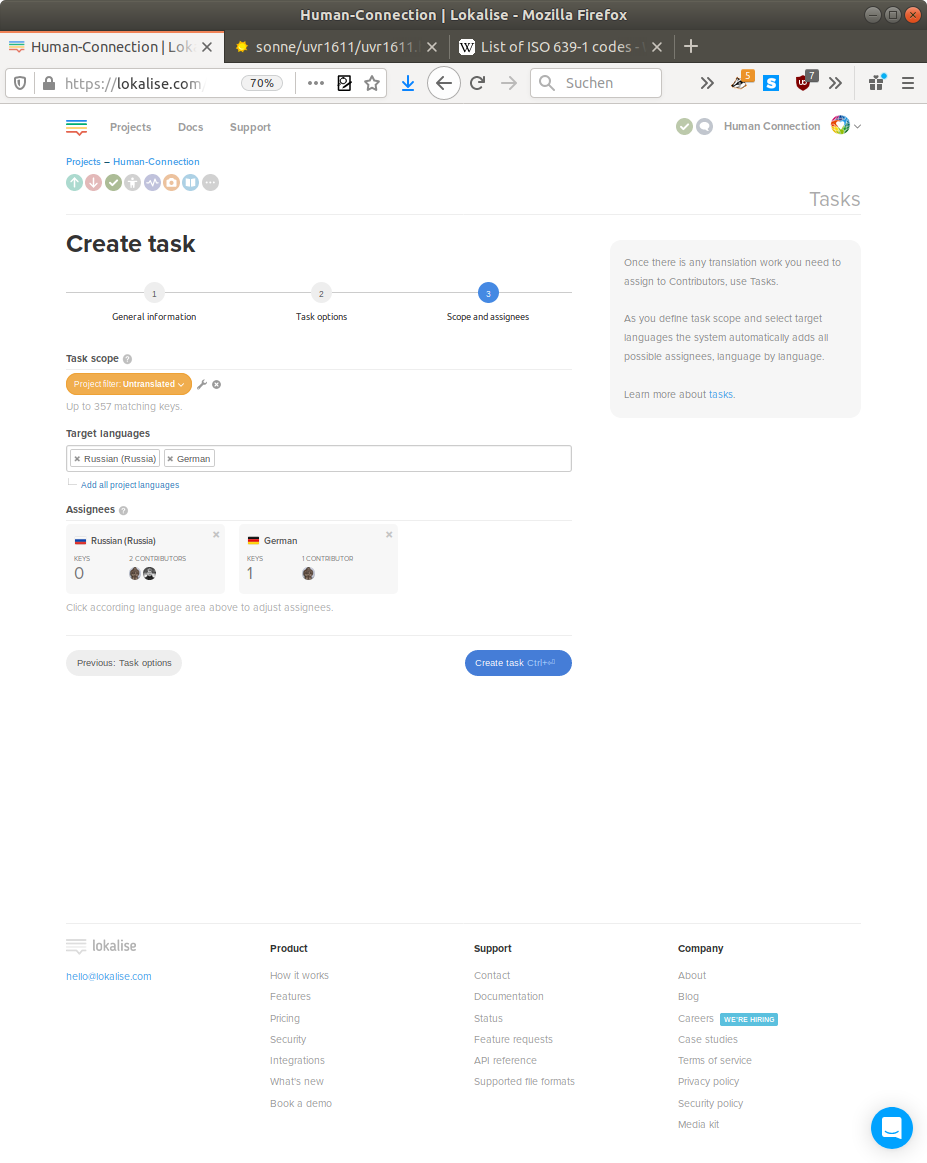 Human-Connection | Lokalise - Mozilla Firefox
Human-Connection | Lok
sonne/uvr1611/uvr1611.
List of ISO 639-1 codes -
https://lokalise.com/
70%
Suchen
5
7
Projects
Docs
Support
Human Connection
Projects – Human-Connection
Tasks
Create task
1
2
3
General information
Task options
Scope and assignees
Once there is any translation work you need to
assign to Contributors, use Tasks.
As you define task scope and select target
languages the system automatically adds all
possible assignees, language by language.
Learn more about tasks.
Task scope ?
Project filter: Untranslated
Up to 357 matching keys.
Target languages
× Russian (Russia) × German
Add all project languages
Assignees ?
Russian (Russia) ×
KEYS 2 CONTRIBUTORS
0
German ×
KEYS 1 CONTRIBUTOR
1
Click according language area above to adjust assignees.
Previous: Task options
Create task Ctrl+⏎
lokalise
hello@lokalise.com
Product
How it works
Features
Pricing
Security
Integrations
What's new
Book a demo
Support
Contact
Documentation
Status
Feature requests
API reference
Supported file formats
Company
About
Blog
Careers WE'RE HIRING
Case studies
Terms of service
Privacy policy
Security policy
Media kit